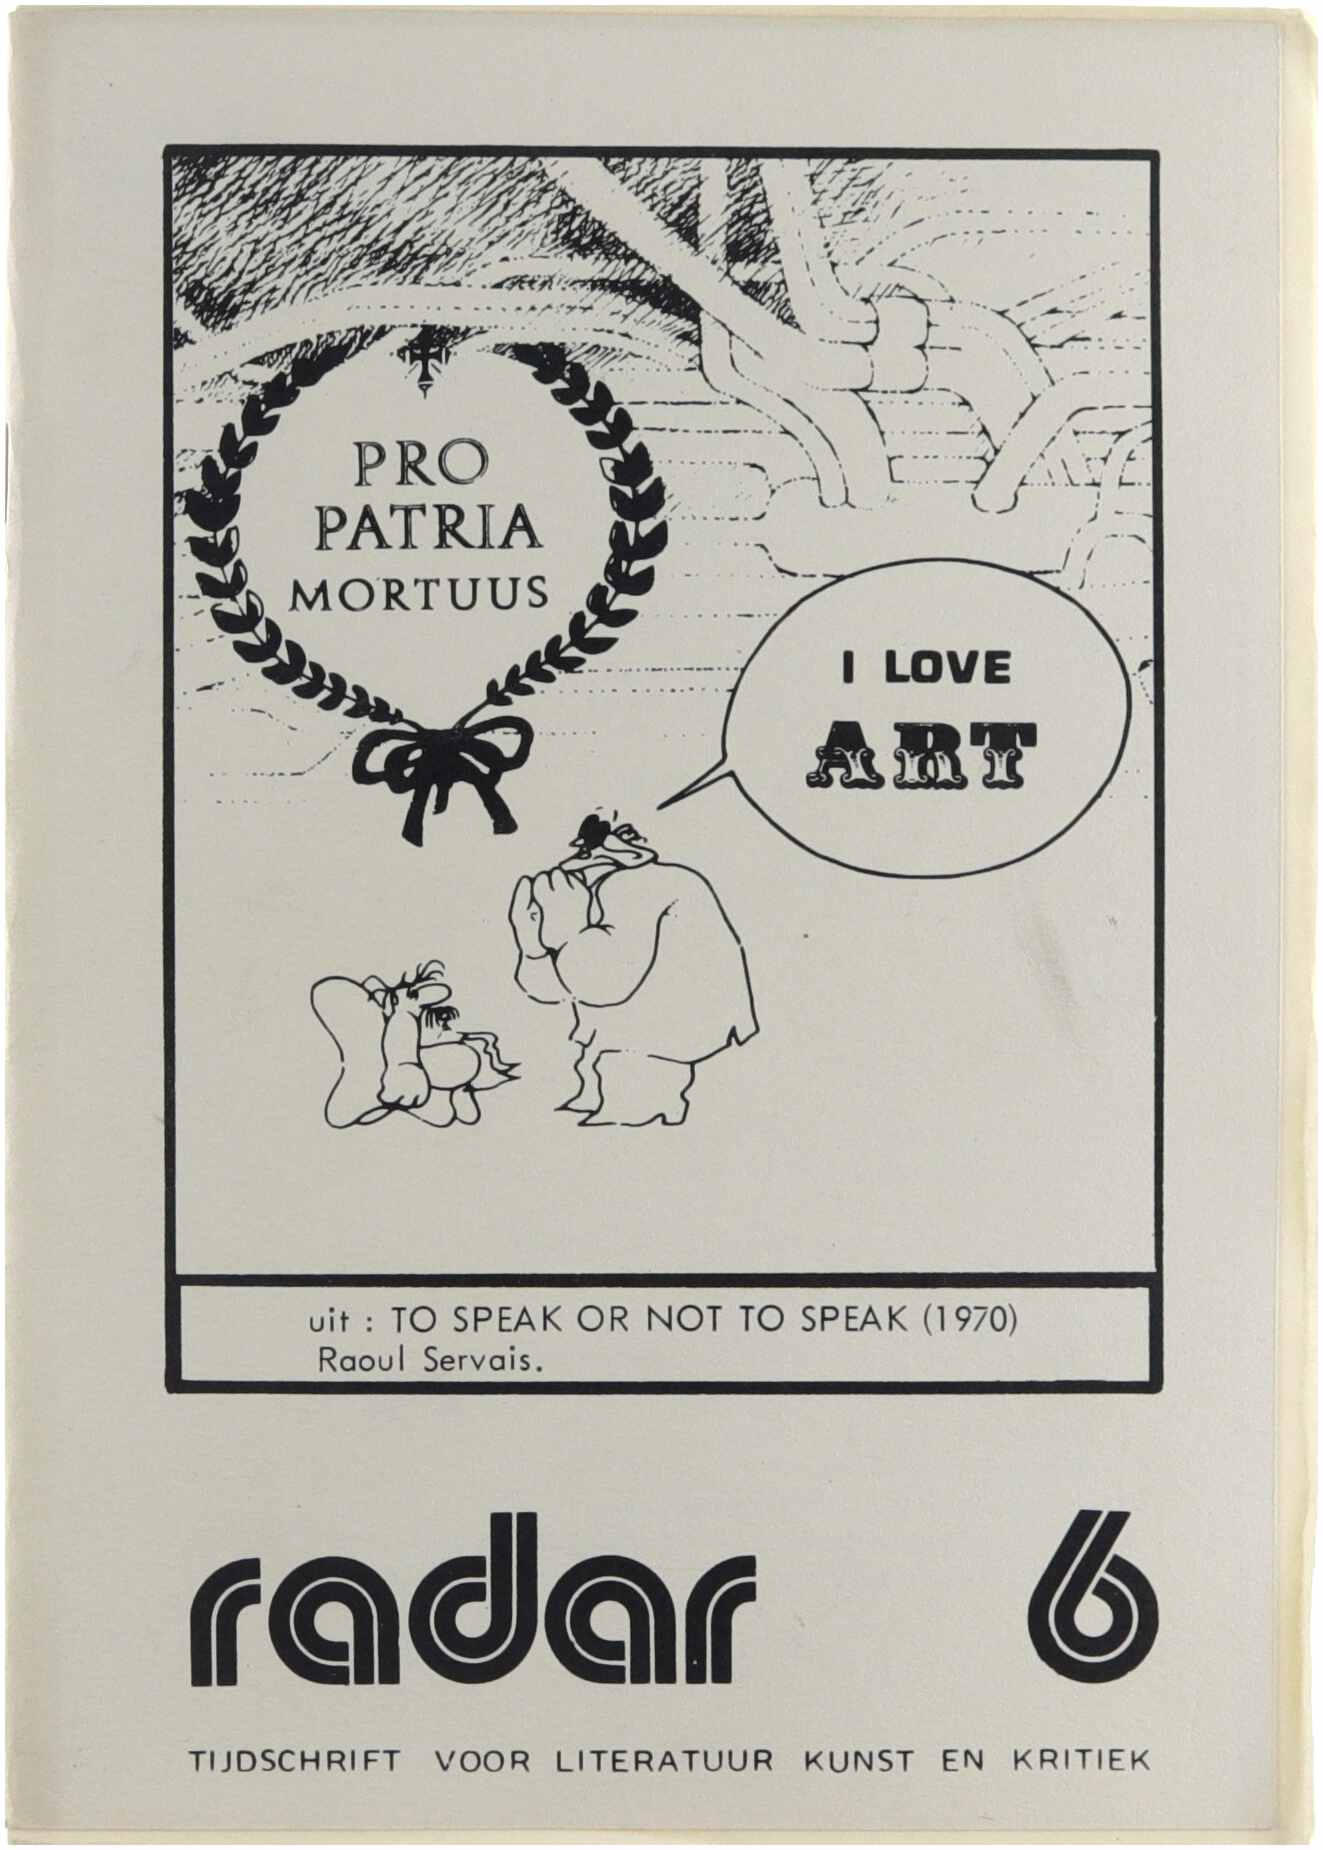 PRO
PATRIA
MORTUUS
I LOVE
ART
uit : TO SPEAK OR NOT TO SPEAK (1970)
Raoul Servais.
radar 6
TIJDSCHRIFT VOOR LITERATUUR KUNST EN KRITIEK